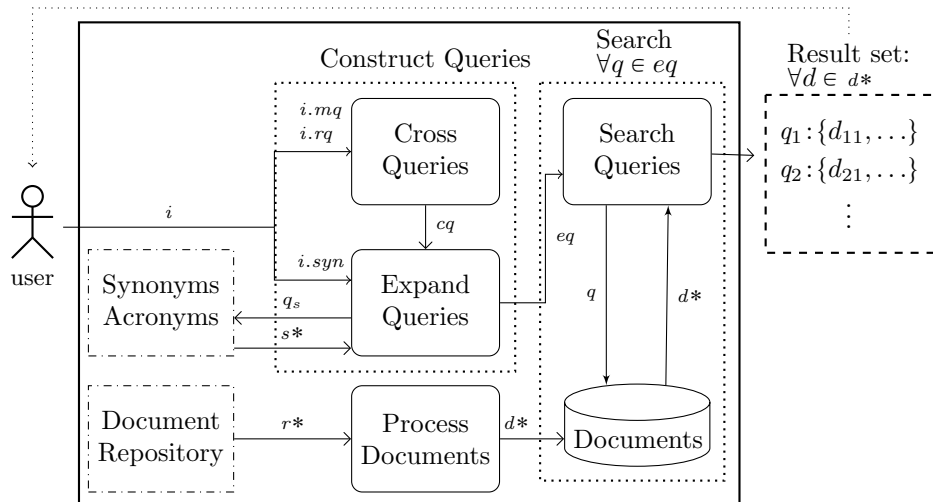 Construct Queries
Search
∀q ∈ eq
Result set:
∀d ∈ d*
i.mq
i.rq
Cross
Queries
Search
Queries
q₁ : {d₁₁, …}
q₂ : {d₂₁, …}
⋮
user
i
cq
eq
i.syn
Synonyms
Acronyms
qₛ
s*
Expand
Queries
q
d*
Document
Repository
r*
Process
Documents
d*
Documents